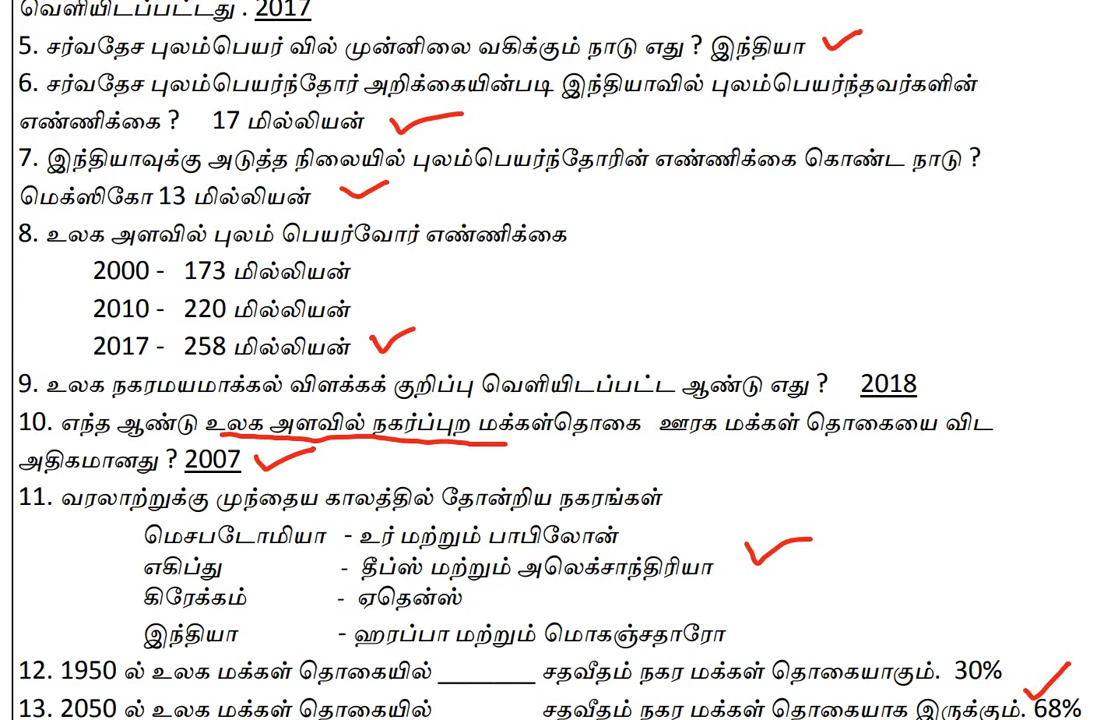 வெளியிடப்பட்டது . 2017
5. சர்வதேச புலம்பெயர் வில் முன்னிலை வகிக்கும் நாடு எது ? இந்தியா
6. சர்வதேச புலம்பெயர்ந்தோர் அறிக்கையின்படி இந்தியாவில் புலம்பெயர்ந்தவர்களின்
எண்ணிக்கை ? 17 மில்லியன்
7. இந்தியாவுக்கு அடுத்த நிலையில் புலம்பெயர்ந்தோரின் எண்ணிக்கை கொண்ட நாடு ?
மெக்ஸிகோ 13 மில்லியன்
8. உலக அளவில் புலம் பெயர்வோர் எண்ணிக்கை
2000 - 173 மில்லியன்
2010 - 220 மில்லியன்
2017 - 258 மில்லியன்
9. உலக நகரமயமாக்கல் விளக்கக் குறிப்பு வெளியிடப்பட்ட ஆண்டு எது ? 2018
10. எந்த ஆண்டு உலக அளவில் நகர்ப்புற மக்கள்தொகை ஊரக மக்கள் தொகையை விட
அதிகமானது ? 2007
11. வரலாற்றுக்கு முந்தைய காலத்தில் தோன்றிய நகரங்கள்
மெசபடோமியா - உர் மற்றும் பாபிலோன்
எகிப்து - தீப்ஸ் மற்றும் அலெக்சாந்திரியா
கிரேக்கம் - ஏதென்ஸ்
இந்தியா - ஹரப்பா மற்றும் மொகஞ்சதாரோ
12. 1950 ல் உலக மக்கள் தொகையில் ________ சதவீதம் நகர மக்கள் தொகையாகும். 30%
13. 2050 ல் உலக மக்கள் தொகையில் சதவீதம் நகர மக்கள் தொகையாக இருக்கும். 68%